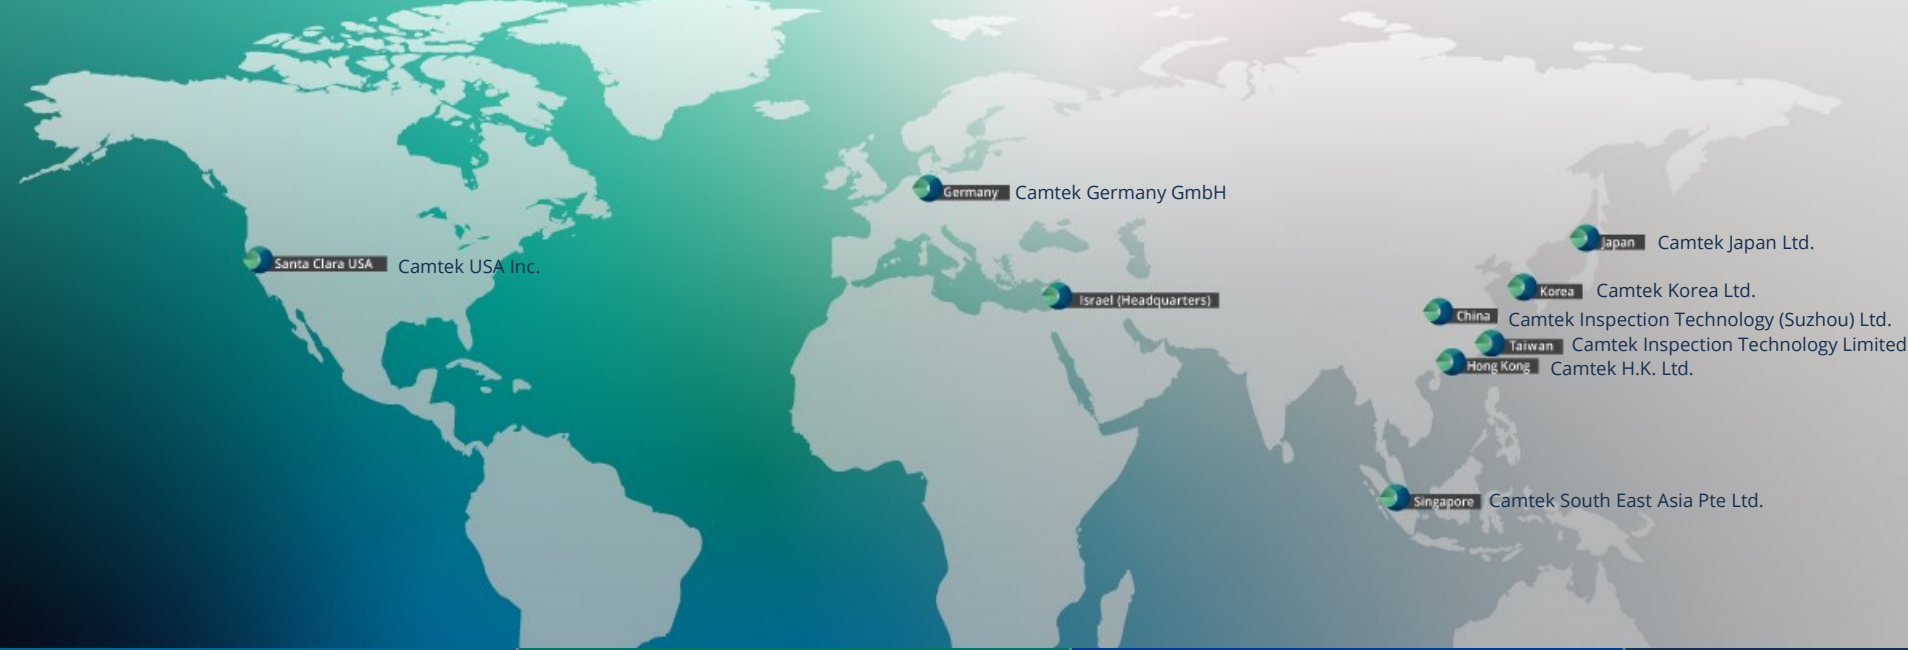 Germany Camtek Germany GmbH
Japan Camtek Japan Ltd.
Santa Clara USA Camtek USA Inc.
Korea Camtek Korea Ltd.
Israel (Headquarters)
China Camtek Inspection Technology (Suzhou) Ltd.
Taiwan Camtek Inspection Technology Limited
Hong Kong Camtek H.K. Ltd.
Singapore Camtek South East Asia Pte Ltd.